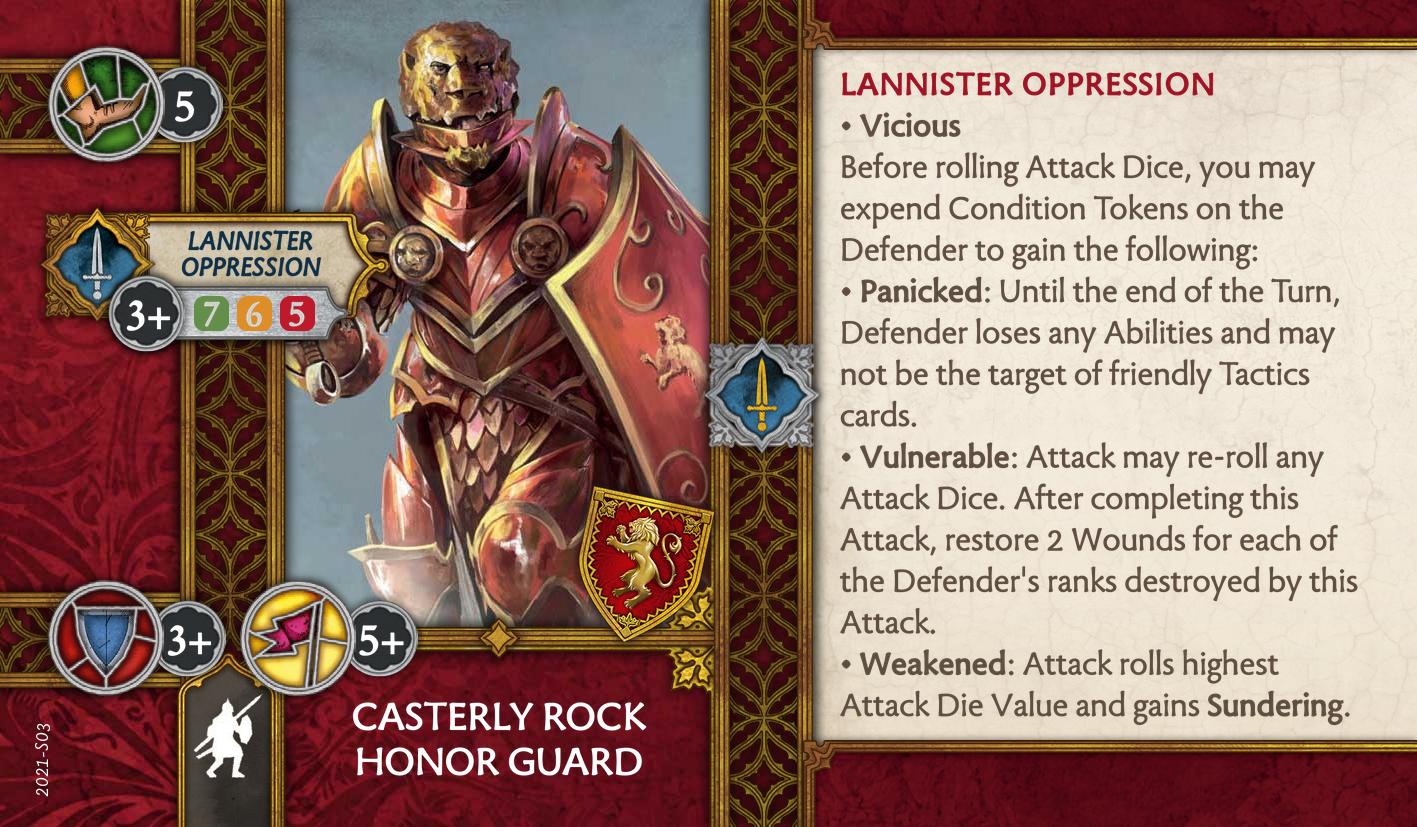 5
LANNISTER
OPPRESSION
3+ 7 6 5
3+ 5+
CASTERLY ROCK
HONOR GUARD
2021-S03
LANNISTER OPPRESSION
• Vicious
Before rolling Attack Dice, you may
expend Condition Tokens on the
Defender to gain the following:
• Panicked: Until the end of the Turn,
Defender loses any Abilities and may
not be the target of friendly Tactics
cards.
• Vulnerable: Attack may re-roll any
Attack Dice. After completing this
Attack, restore 2 Wounds for each of
the Defender's ranks destroyed by this
Attack.
• Weakened: Attack rolls highest
Attack Die Value and gains Sundering.